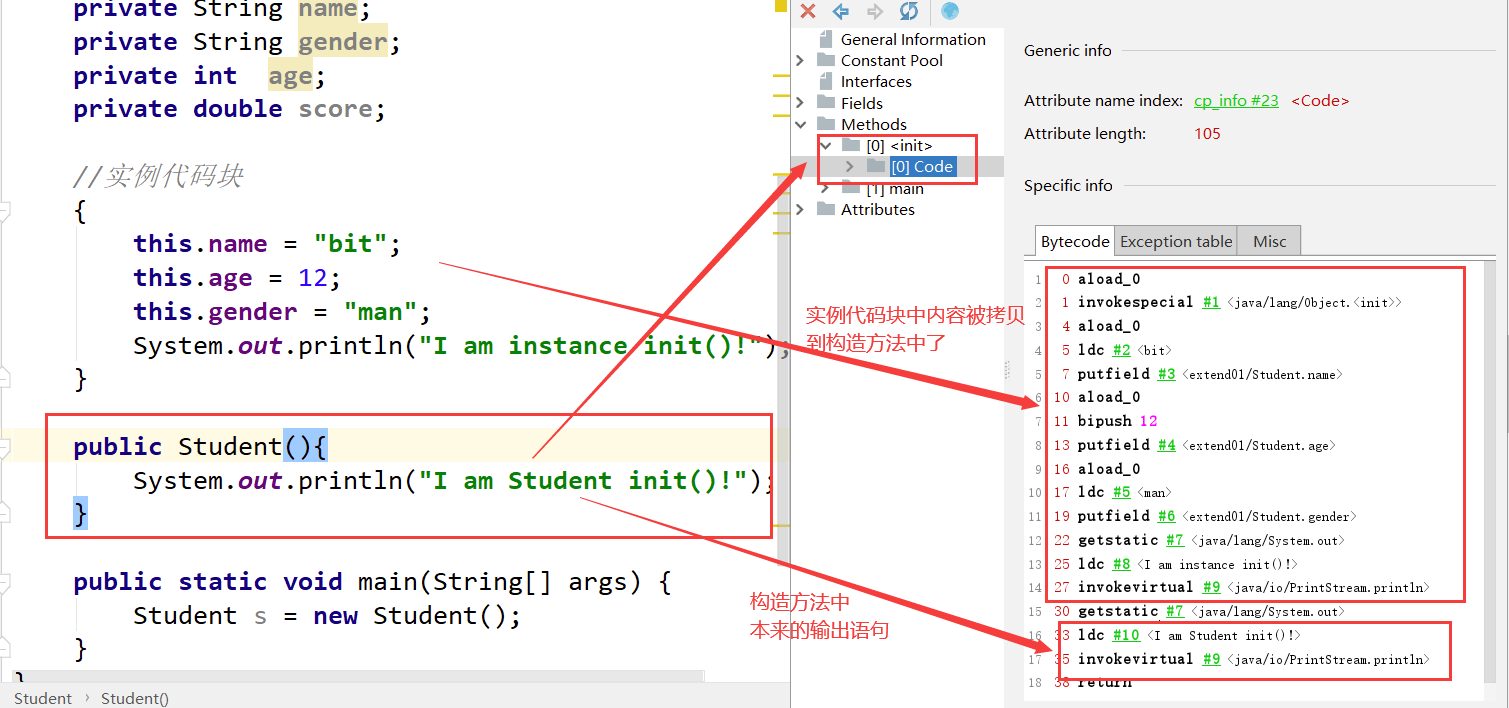 private String name;
private String gender;
private int  age;
private double score;
//实例代码块
{
this.name = "bit";
this.age = 12;
this.gender = "man";
System.out.println("I am instance init()!");
}
public Student(){
System.out.println("I am Student init()!");
}
public static void main(String[] args) {
Student s = new Student();
}
}
Student › Student()
General Information
Constant Pool
Interfaces
Fields
Methods
[0] <init>
[0] Code
[1] main
Attributes
实例代码块中内容被拷贝
到构造方法中了
构造方法中
本来的输出语句
Generic info
Attribute name index: cp_info #23 <Code>
Attribute length: 105
Specific info
Bytecode Exception table Misc
1 0 aload_0
2 1 invokespecial #1 <java/lang/Object.<init>>
3 4 aload_0
4 5 ldc #2 <bit>
5 7 putfield #3 <extend01/Student.name>
6 10 aload_0
7 11 bipush 12
8 13 putfield #4 <extend01/Student.age>
9 16 aload_0
10 17 ldc #5 <man>
11 19 putfield #6 <extend01/Student.gender>
12 22 getstatic #7 <java/lang/System.out>
13 25 ldc #8 <I am instance init()!>
14 27 invokevirtual #9 <java/io/PrintStream.println>
15 30 getstatic #7 <java/lang/System.out>
16 33 ldc #10 <I am Student init()!>
17 35 invokevirtual #9 <java/io/PrintStream.println>
18 38 return